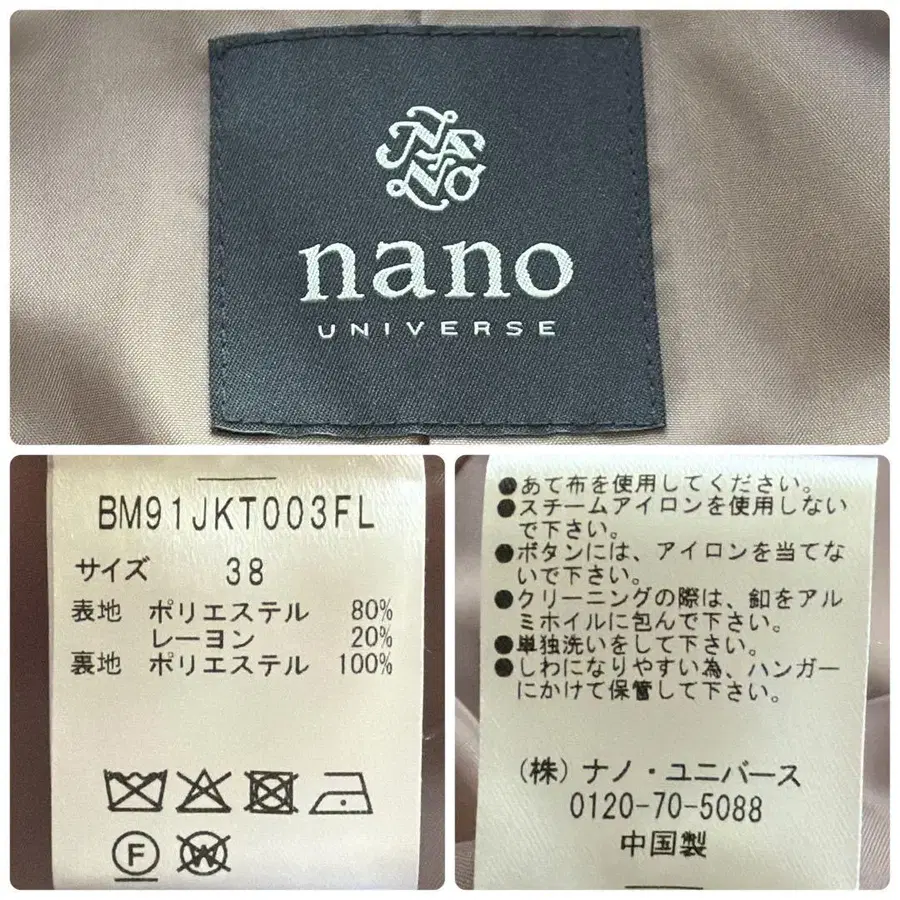 NANO
nano
UNIVERSE
BM91JKT003FL
サイズ 38
表地 ポリエステル 80%
レーヨン 20%
裏地 ポリエステル 100%
F
W
●あて布を使用してください。
●スチームアイロンを使用しない
で下さい。
●ボタンには、アイロンを当てな
いで下さい。
●クリーニングの際は、釦をアル
ミホイルに包んで下さい。
●単独洗いをして下さい。
●しわになりやすい為、ハンガー
にかけて保管して下さい。
(株)ナノ・ユニバース
0120-70-5088
中国製